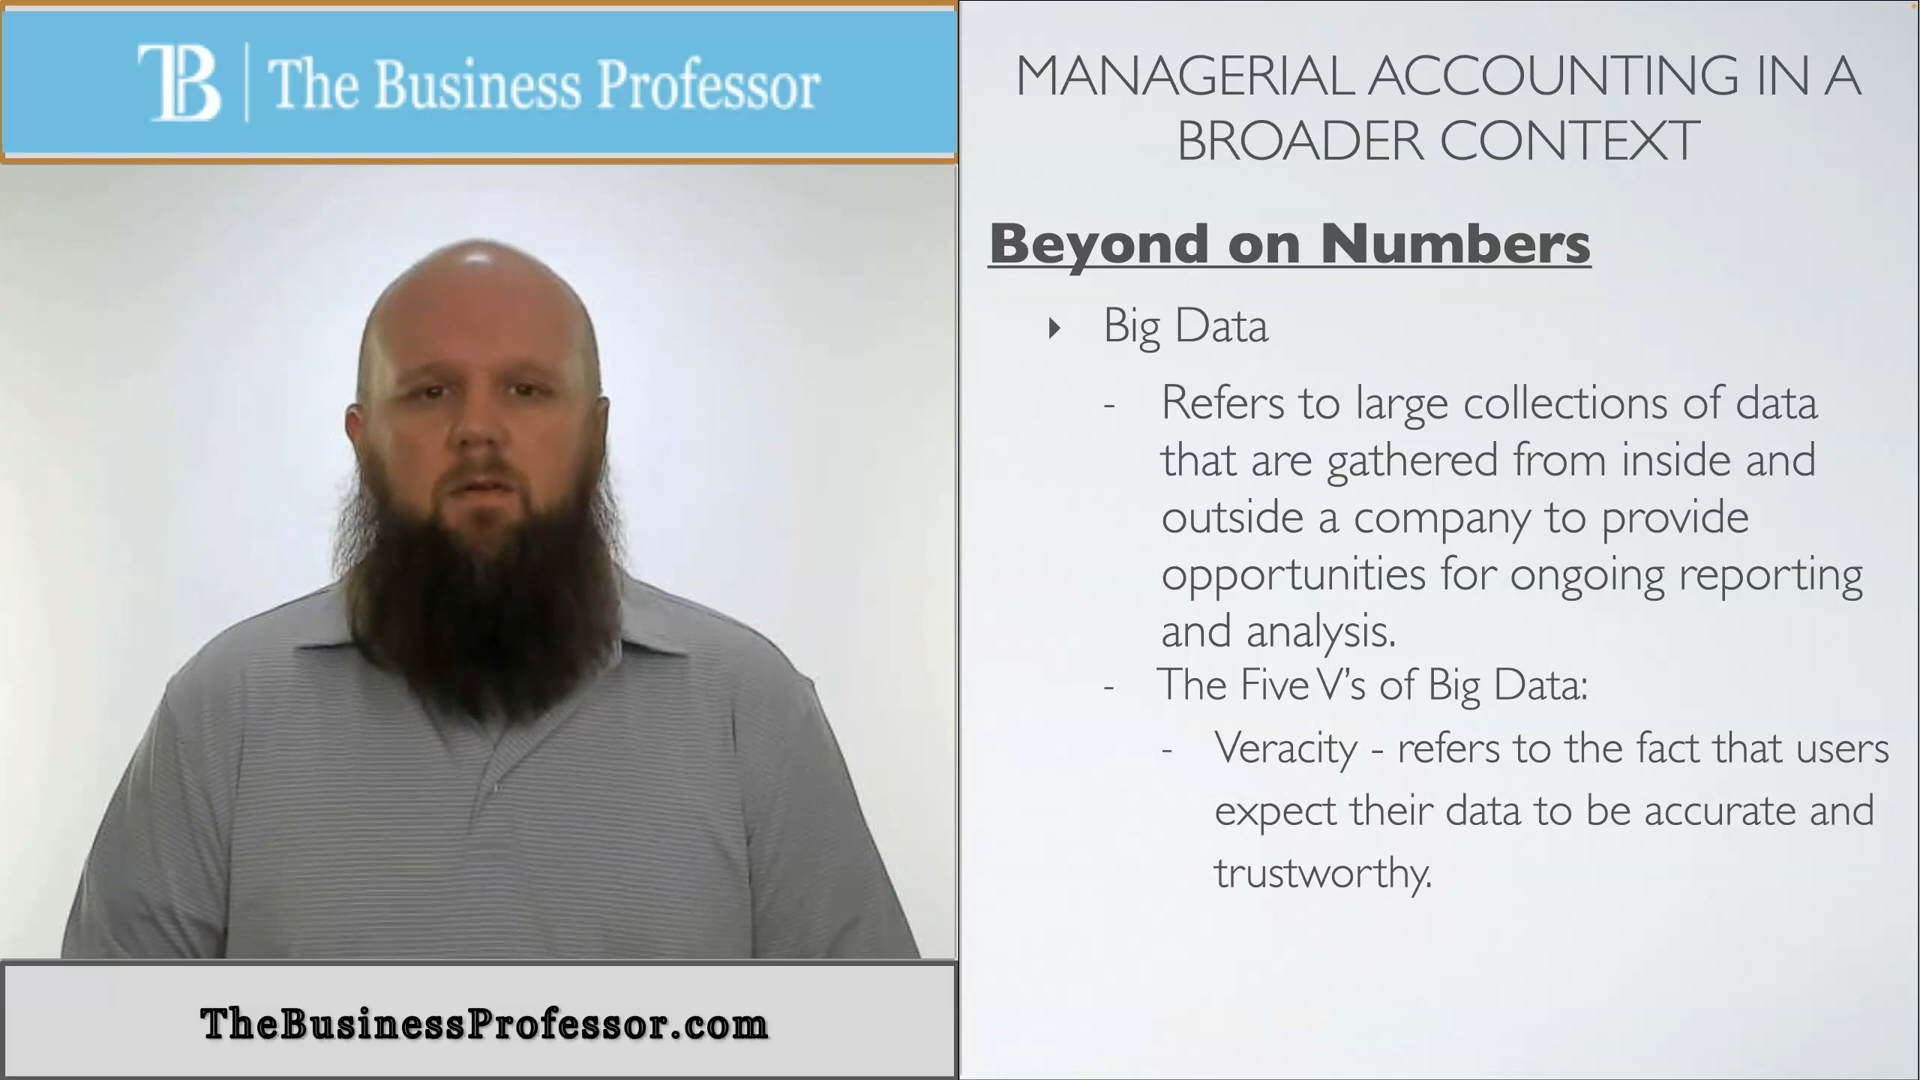 TB The Business Professor
TheBusinessProfessor.com
MANAGERIAL ACCOUNTING IN A
BROADER CONTEXT
Beyond on Numbers
‣ Big Data
- Refers to large collections of data
that are gathered from inside and
outside a company to provide
opportunities for ongoing reporting
and analysis.
- The Five V's of Big Data:
- Veracity - refers to the fact that users
expect their data to be accurate and
trustworthy.